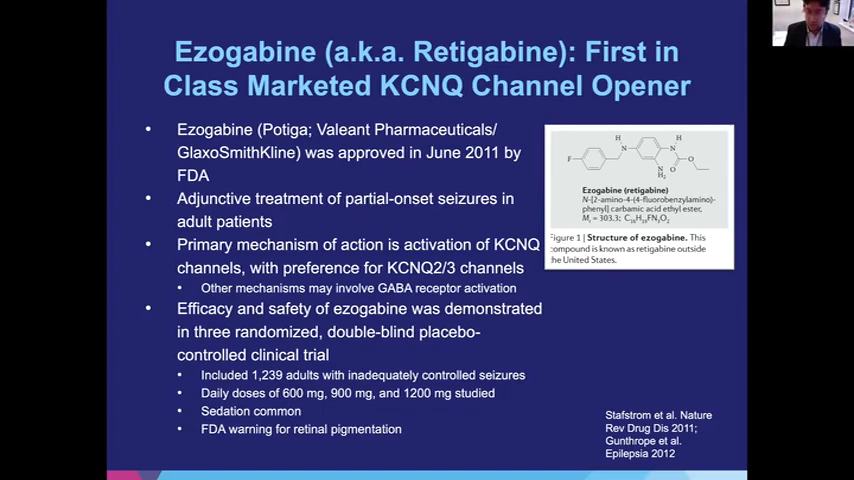 Ezogabine (a.k.a. Retigabine): First in
Class Marketed KCNQ Channel Opener
• Ezogabine (Potiga; Valeant Pharmaceuticals/
GlaxoSmithKline) was approved in June 2011 by
FDA
• Adjunctive treatment of partial-onset seizures in
adult patients
• Primary mechanism of action is activation of KCNQ
channels, with preference for KCNQ2/3 channels
• Other mechanisms may involve GABA receptor activation
• Efficacy and safety of ezogabine was demonstrated
in three randomized, double-blind placebo-
controlled clinical trial
• Included 1,239 adults with inadequately controlled seizures
• Daily doses of 600 mg, 900 mg, and 1200 mg studied
• Sedation common
• FDA warning for retinal pigmentation
H H
N N
F O
N O
H₂
Ezogabine (retigabine)
N-[2-amino-4-(4-fluorobenzylamino)-
phenyl] carbamic acid ethyl ester,
Mr = 303.3; C16H18FN3O2
Figure 1 | Structure of ezogabine. This
compound is known as retigabine outside
the United States.
Stafstrom et al. Nature
Rev Drug Dis 2011;
Gunthrope et al.
Epilepsia 2012